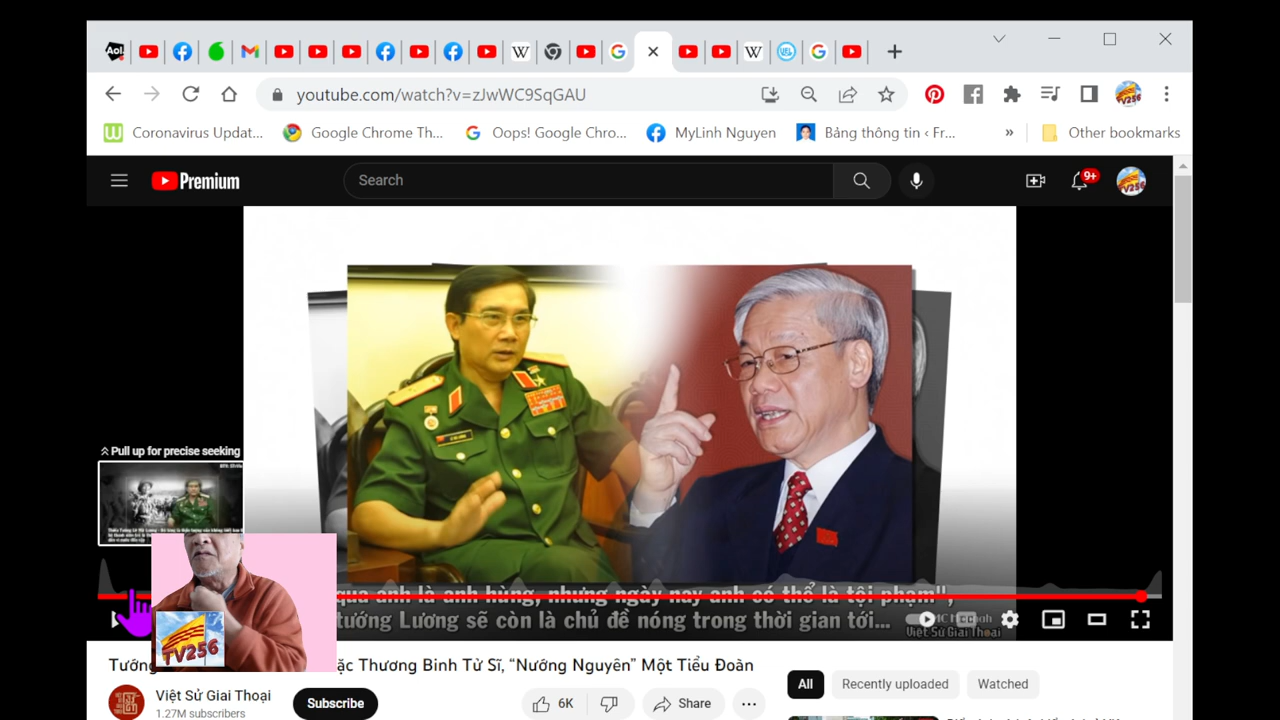 Aol.
youtube.com/watch?v=zJwWC9SqGAU
Coronavirus Updat...
Google Chrome Th...
Oops! Google Chro...
MyLinh Nguyen
Bảng thông tin ‹ Fr...
»
Other bookmarks
Premium
Search
9+
Pull up for precise seeking
qua anh là anh hùng, nhưng ngày nay anh có thể là tội phạm",
tướng Lương sẽ còn là chủ đề nóng trong thời gian tới...
Việt Sử Giai Thoại
TV256
Tướng
ặc Thương Binh Tử Sĩ, “Nướng Nguyên” Một Tiểu Đoàn
Việt Sử Giai Thoại
1.27M subscribers
Subscribe
6K
Share
All
Recently uploaded
Watched